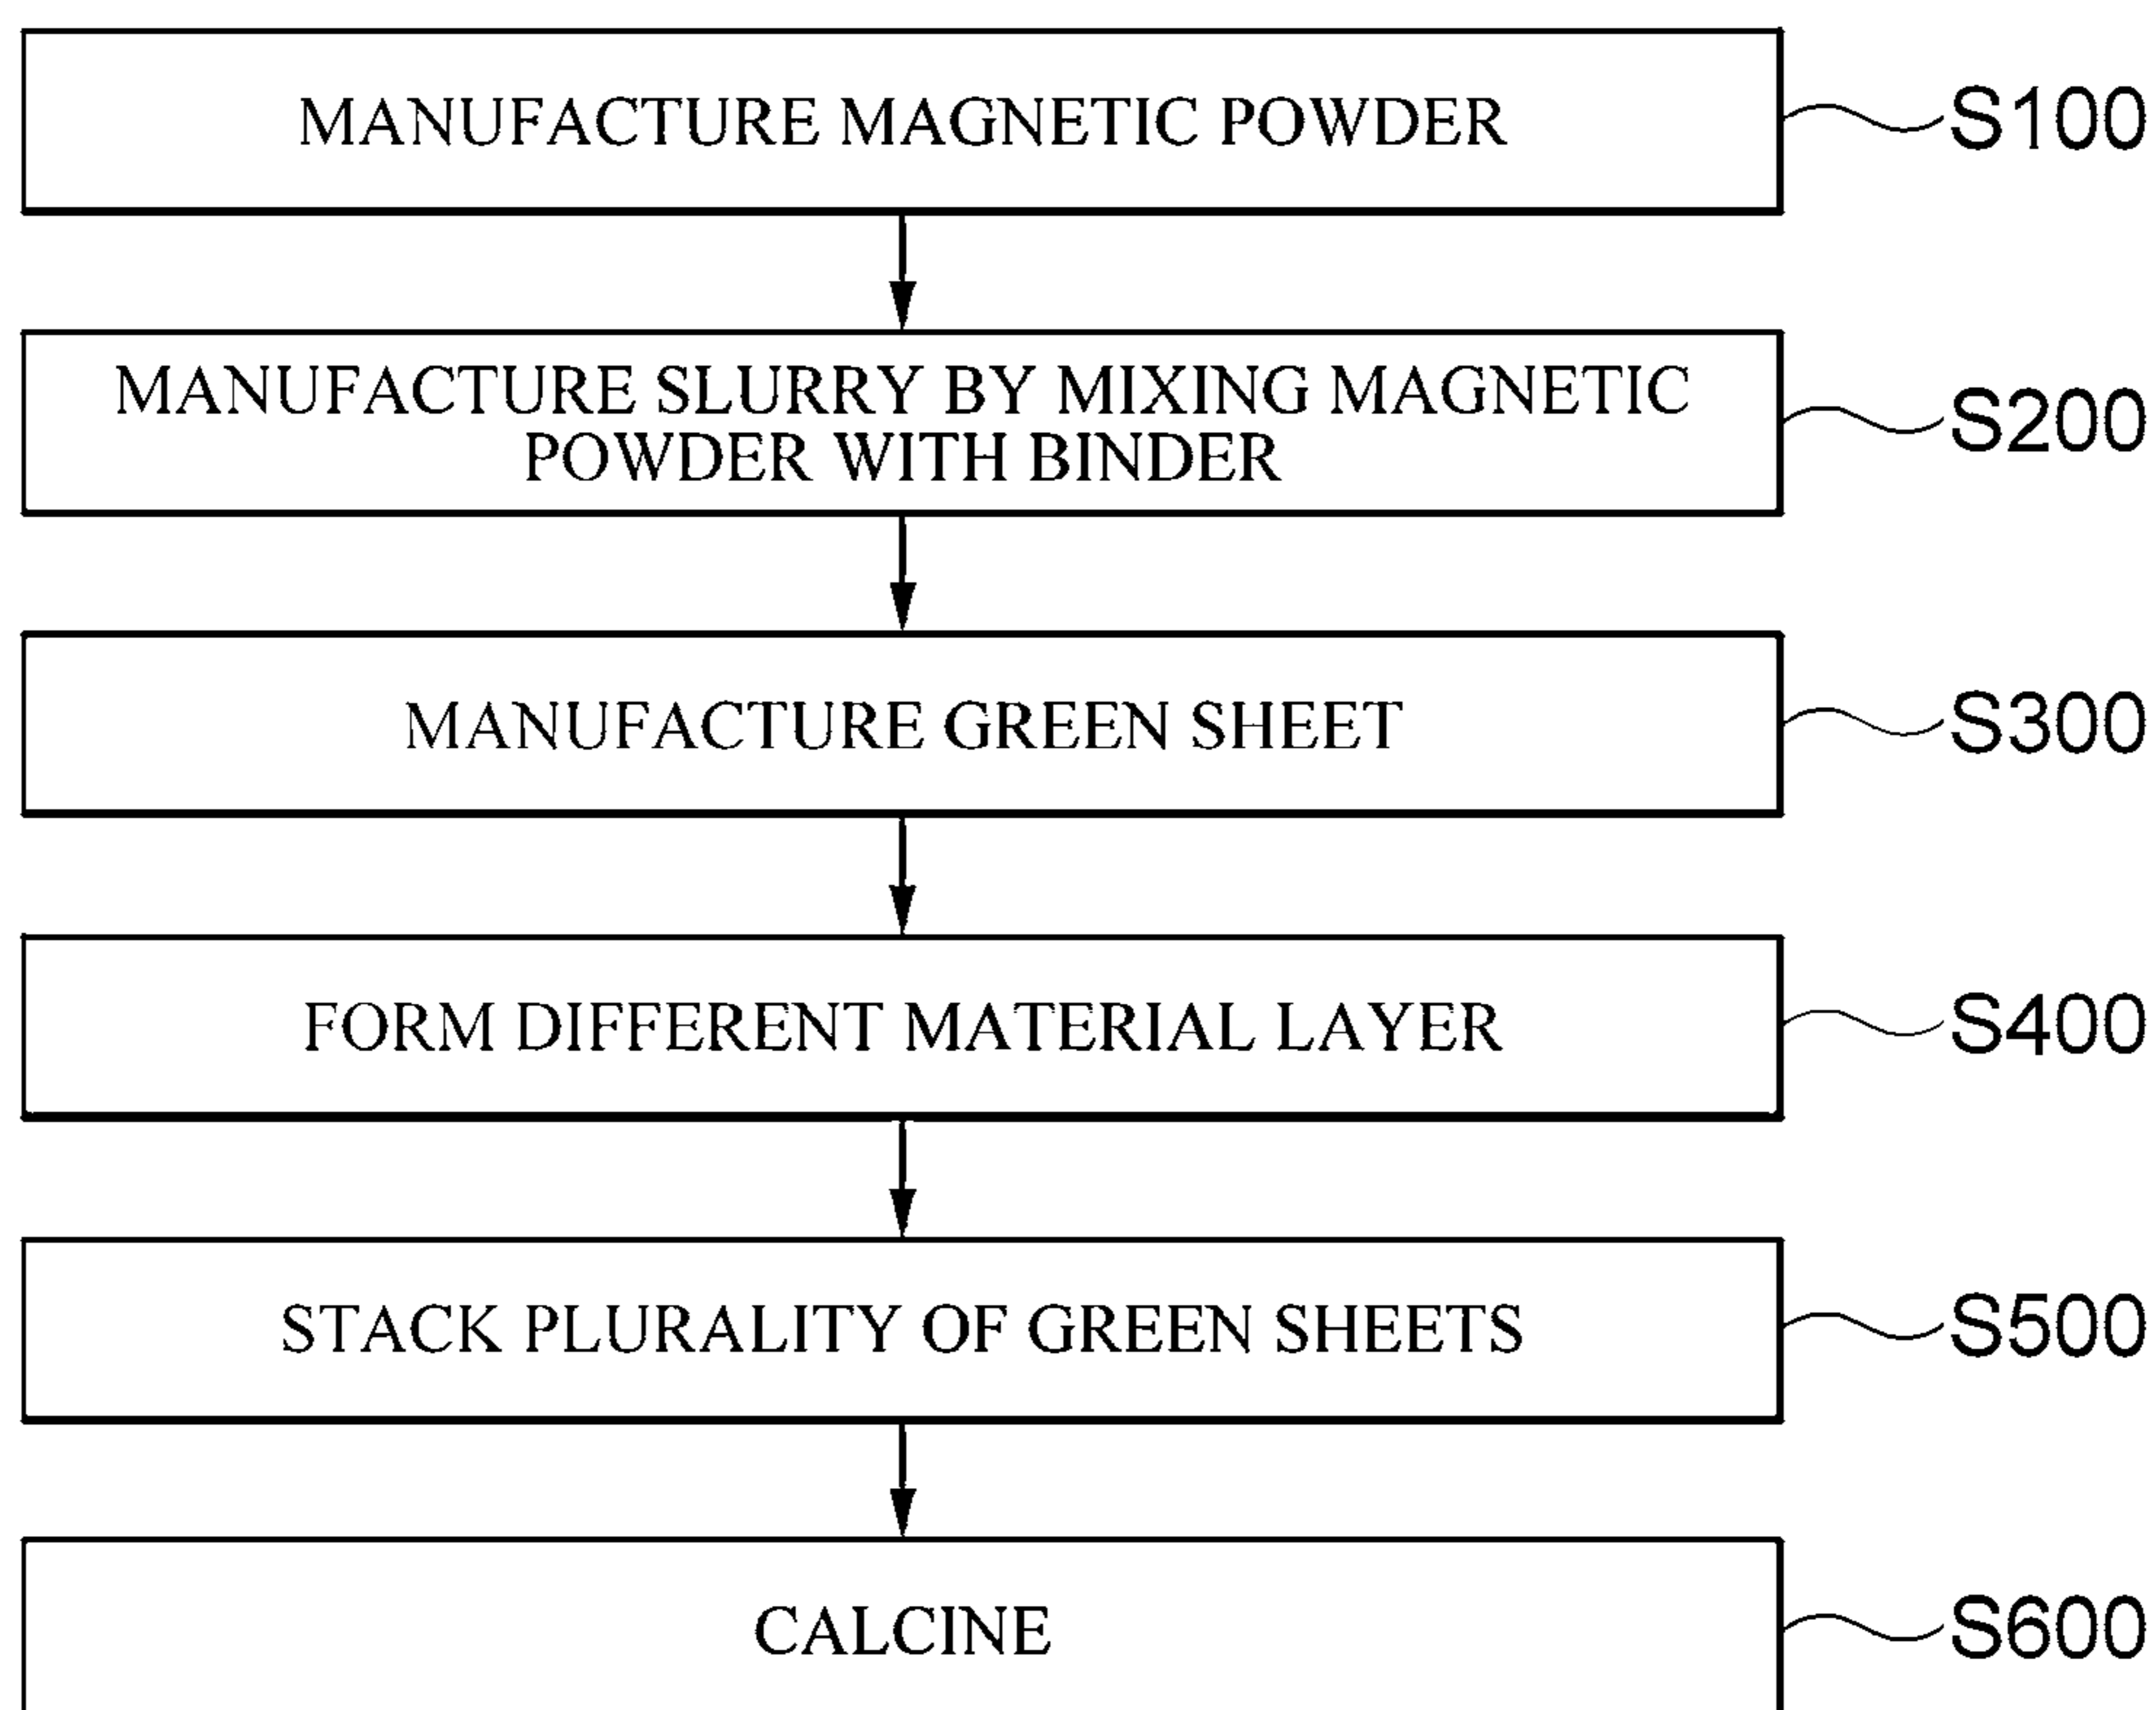 MANUFACTURE MAGNETIC POWDER
S100
MANUFACTURE SLURRY BY MIXING MAGNETIC
POWDER WITH BINDER
S200
MANUFACTURE GREEN SHEET
S300
FORM DIFFERENT MATERIAL LAYER
S400
STACK PLURALITY OF GREEN SHEETS
S500
CALCINE
S600